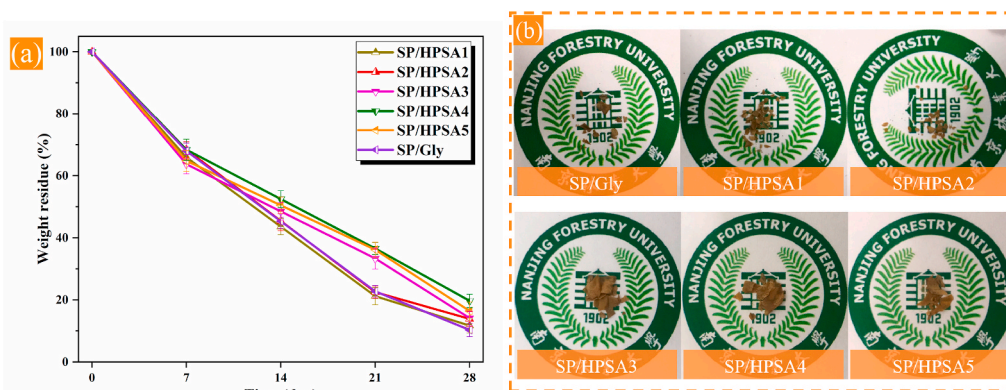 (a)
100
80
60
40
20
0
Weight residue (%)
0 7 14 21 28
SP/HPSA1
SP/HPSA2
SP/HPSA3
SP/HPSA4
SP/HPSA5
SP/Gly
(b)
NANJING FORESTRY UNIVERSITY
1902
SP/Gly
NANJING FORESTRY UNIVERSITY
1902
SP/HPSA1
NANJING FORESTRY UNIVERSITY
1902
SP/HPSA2
NANJING FORESTRY UNIVERSITY
1902
SP/HPSA3
NANJING FORESTRY UNIVERSITY
1902
SP/HPSA4
NANJING FORESTRY UNIVERSITY
1902
SP/HPSA5